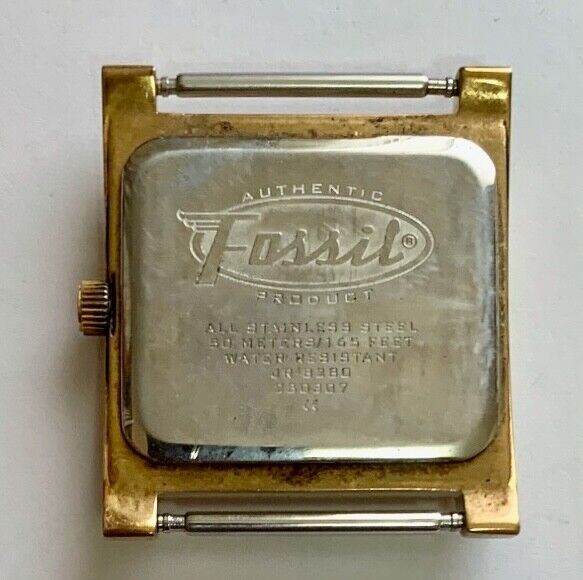 AUTHENTIC
Fossil®
PRODUCT
ALL STAINLESS STEEL
50 METERS/165 FEET
WATER RESISTANT